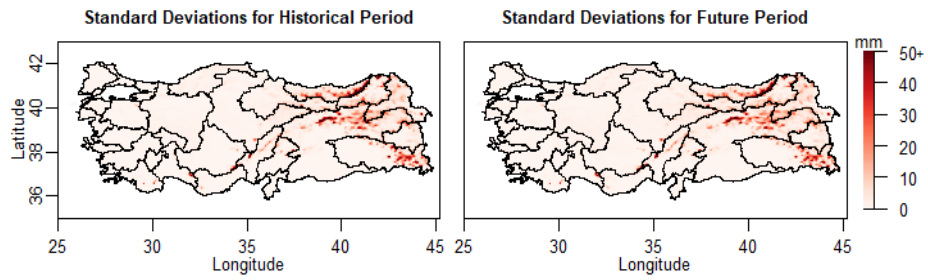 Standard Deviations for Historical Period
Standard Deviations for Future Period
mm
50+
40
30
20
10
0
Latitude
42
40
38
36
25 30 35 40 45
Longitude
25 30 35 40 45
Longitude